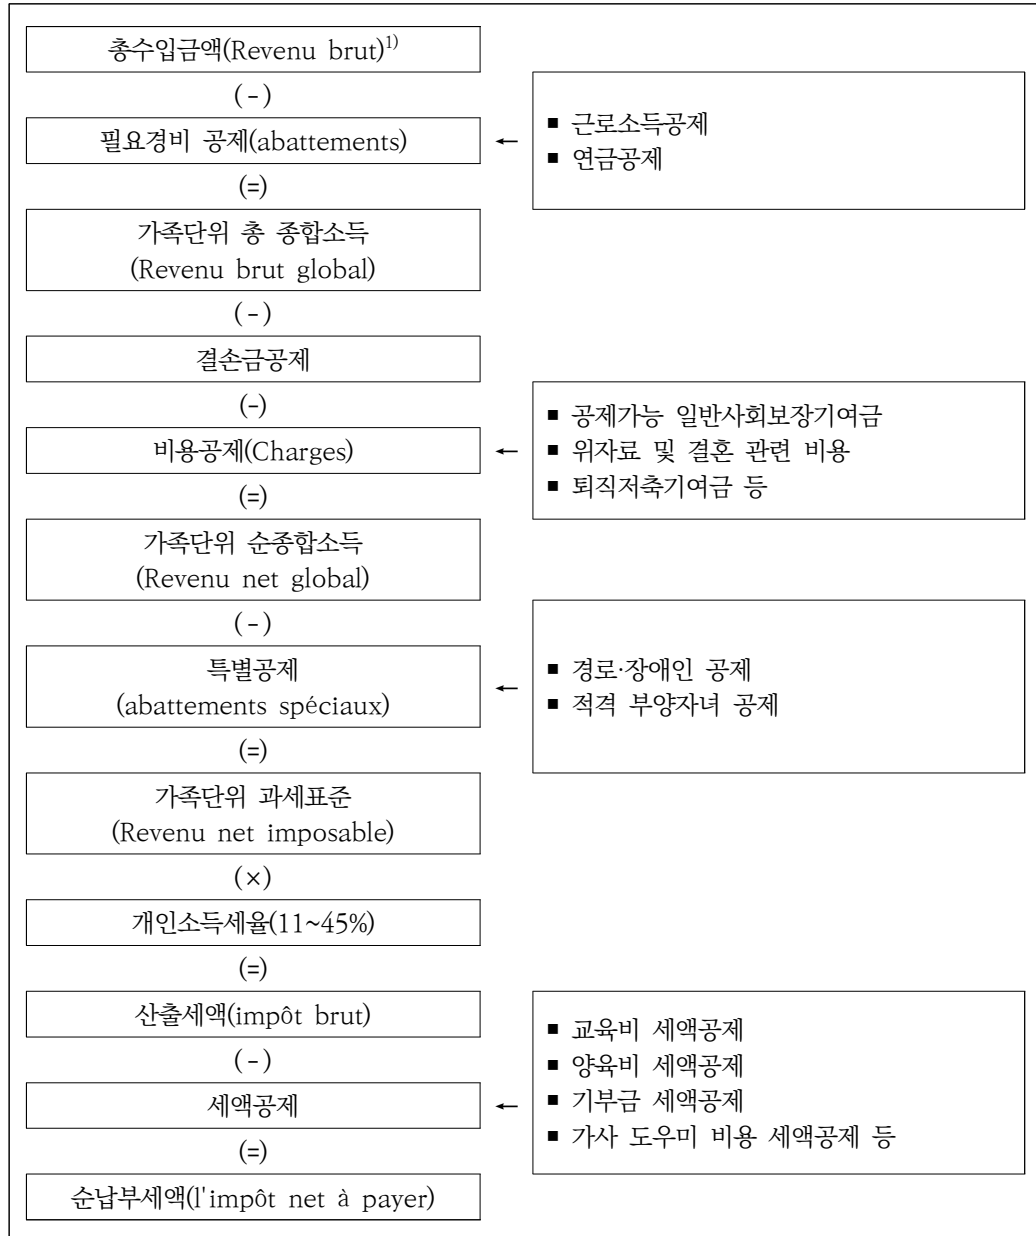 총수입금액(Revenu brut)1)
(-)
필요경비 공제(abattements)
←
■ 근로소득공제
■ 연금공제
(=)
가족단위 총 종합소득
(Revenu brut global)
(-)
결손금공제
(-)
비용공제(Charges)
←
■ 공제가능 일반사회보장기여금
■ 위자료 및 결혼 관련 비용
■ 퇴직저축기여금 등
(=)
가족단위 순종합소득
(Revenu net global)
(-)
특별공제
(abattements spéciaux)
←
■ 경로·장애인 공제
■ 적격 부양자녀 공제
(=)
가족단위 과세표준
(Revenu net imposable)
(×)
개인소득세율(11~45%)
(=)
산출세액(impôt brut)
(-)
세액공제
←
■ 교육비 세액공제
■ 양육비 세액공제
■ 기부금 세액공제
■ 가사 도우미 비용 세액공제 등
(=)
순납부세액(l'impôt net à payer)